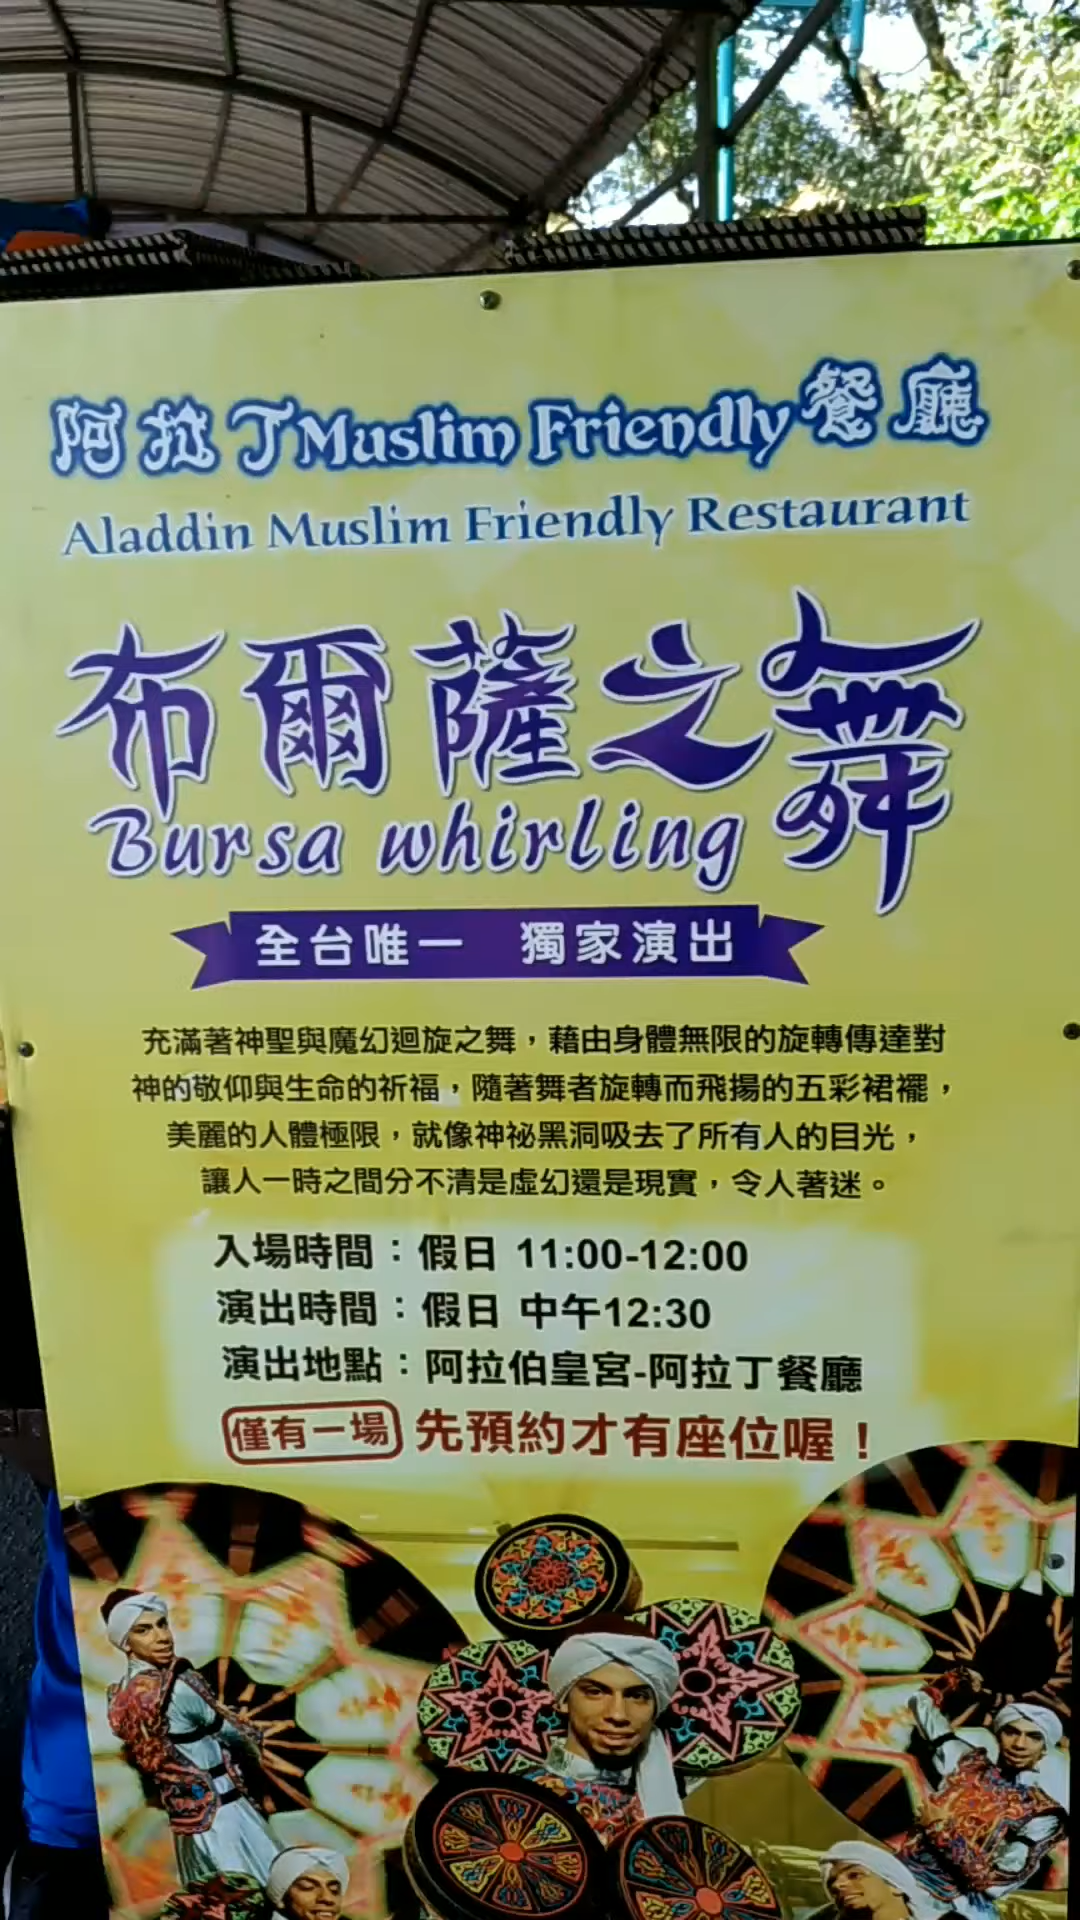 阿拉丁Muslim Friendly餐廳
Aladdin Muslim Friendly Restaurant
布爾薩之舞
Bursa whirling
全台唯一 獨家演出
充滿著神聖與魔幻迴旋之舞，藉由身體無限的旋轉傳達對
神的敬仰與生命的祈福，隨著舞者旋轉而飛揚的五彩裙襬，
美麗的人體極限，就像神祕黑洞吸去了所有人的目光，
讓人一時之間分不清是虛幻還是現實，令人著迷。
入場時間：假日 11:00-12:00
演出時間：假日 中午12:30
演出地點：阿拉伯皇宮-阿拉丁餐廳
僅有一場 先預約才有座位喔！